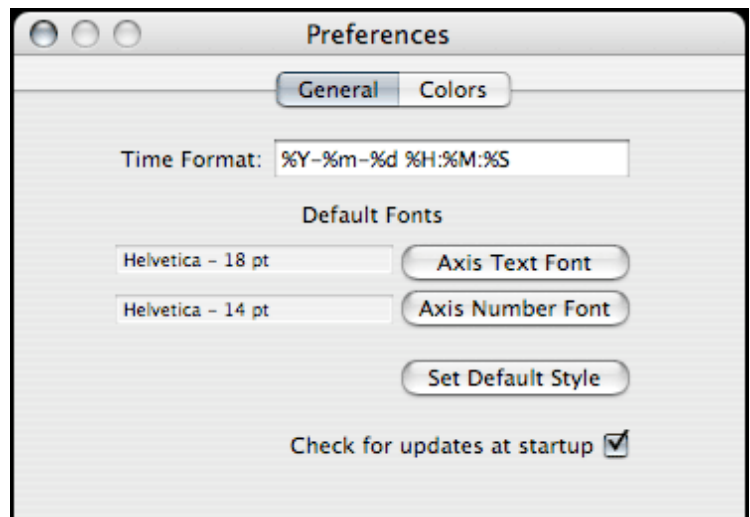 Preferences
General Colors
Time Format: %Y-%m-%d %H:%M:%S
Default Fonts
Helvetica - 18 pt Axis Text Font
Helvetica - 14 pt Axis Number Font
Set Default Style
Check for updates at startup